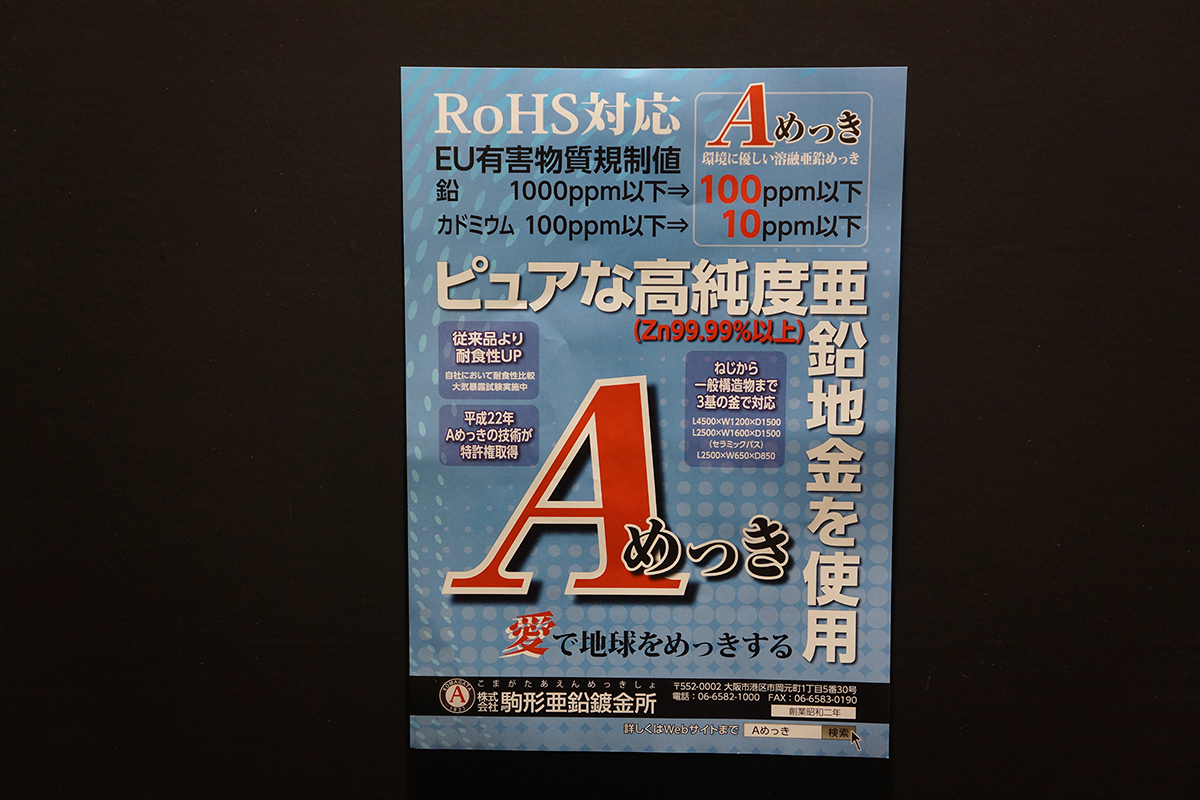 RoHS対応
EU有害物質規制値
鉛 1000ppm以下⇒
カドミウム 100ppm以下⇒
Aめっき
環境に優しい溶融亜鉛めっき
100ppm以下
10ppm以下
ピュアな高純度亜鉛地金を使用
(Zn99.99%以上)
従来品より
耐食性UP
自社において耐食性比較
大気暴露試験実施中
平成22年
Aめっきの技術が
特許権取得
ねじから
一般構造物まで
3基の釜で対応
L4500×W1200×D1500
L2500×W1600×D1500
(セラミックバス)
L2500×W650×D850
Aめっき
愛で地球をめっきする
KOMAGATA
A
1927
こまがたあえんめっきしょ
株式会社 駒形亜鉛鍍金所
〒552-0002 大阪市港区市岡元町1丁目5番30号
電話:06-6582-1000 FAX:06-6583-0190
創業昭和二年
詳しくはWebサイトまで Aめっき 検索